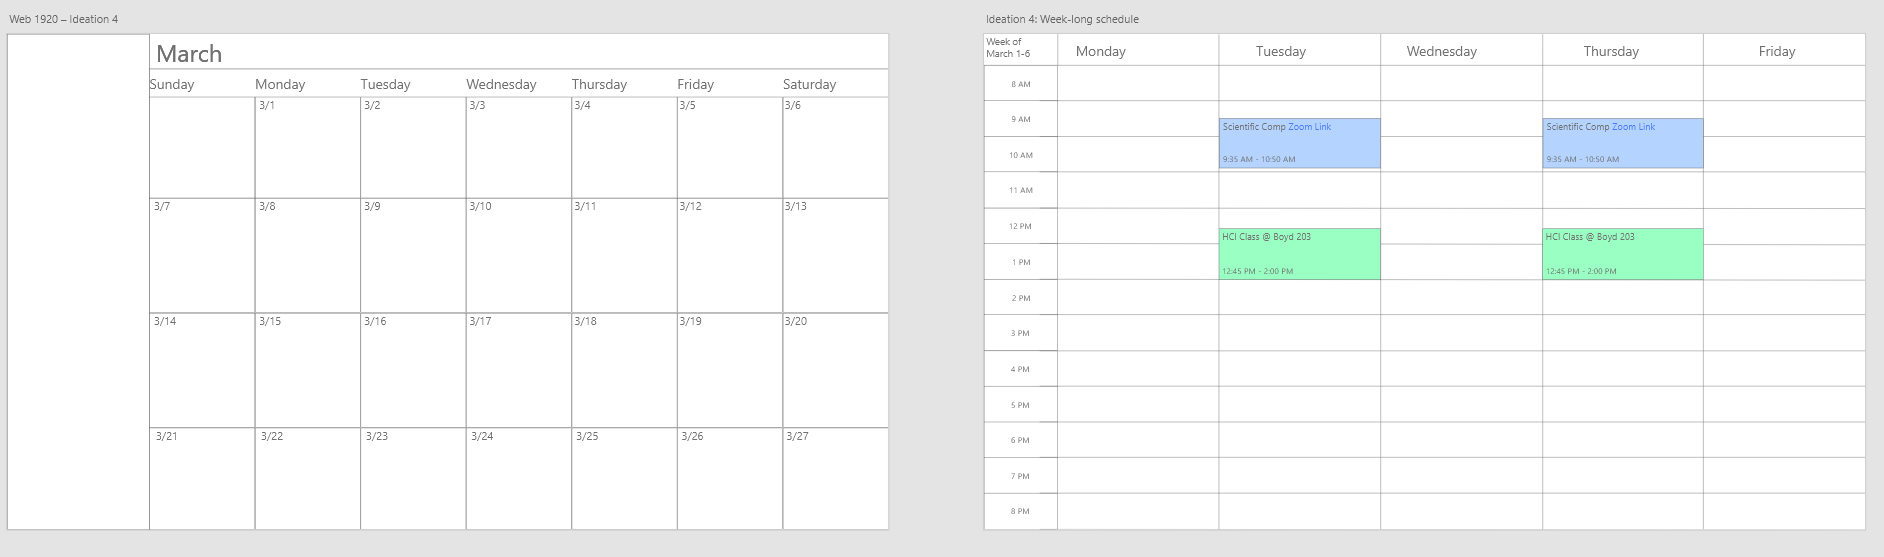 Web 1920 – Ideation 4
March
Sunday Monday Tuesday Wednesday Thursday Friday Saturday
3/1 3/2 3/3 3/4 3/5 3/6
3/7 3/8 3/9 3/10 3/11 3/12 3/13
3/14 3/15 3/16 3/17 3/18 3/19 3/20
3/21 3/22 3/23 3/24 3/25 3/26 3/27
Ideation 4: Week-long schedule
Week of
March 1-6
Monday Tuesday Wednesday Thursday Friday
8 AM
9 AM
Scientific Comp Zoom Link Scientific Comp Zoom Link
10 AM
9:35 AM - 10:50 AM 9:35 AM - 10:50 AM
11 AM
12 PM
HCI Class @ Boyd 203 HCI Class @ Boyd 203
1 PM
12:45 PM - 2:00 PM 12:45 PM - 2:00 PM
2 PM
3 PM
4 PM
5 PM
6 PM
7 PM
8 PM